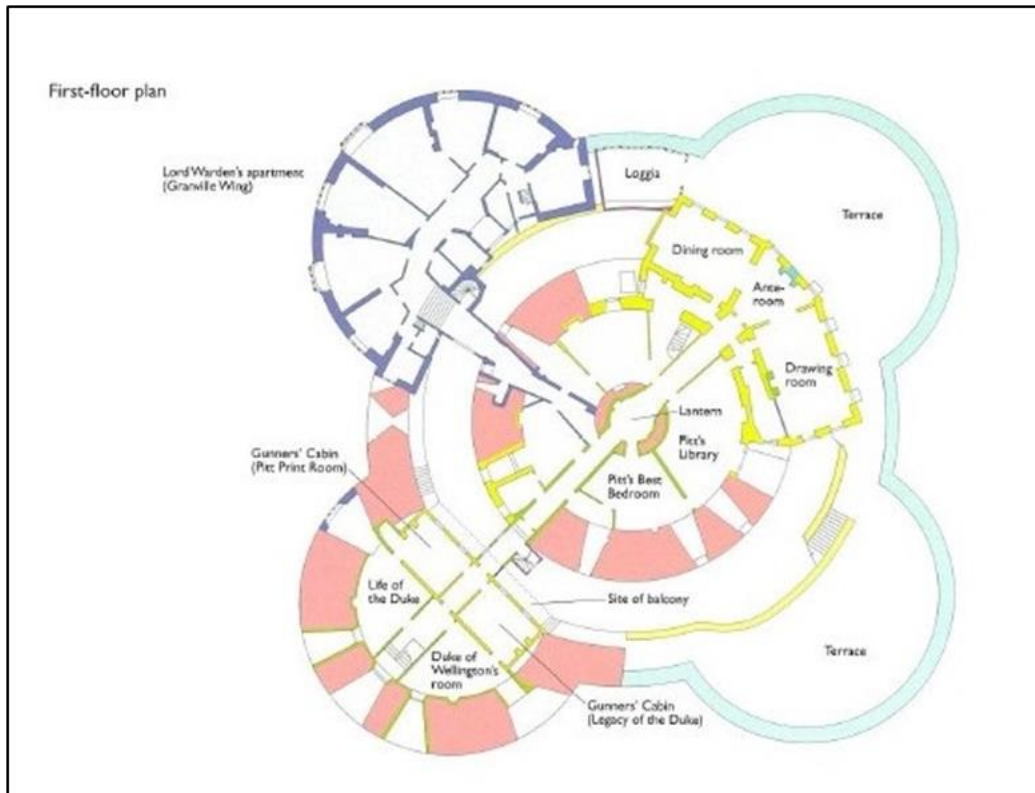 First-floor plan
Lord Warden's apartment
(Granville Wing)
Loggia
Terrace
Dining room
Ante-
room
Drawing
room
Lantern
Pitt's
Library
Pitt's Best
Bedroom
Gunners' Cabin
(Pitt Print Room)
Life of
the Duke
Site of balcony
Duke of
Wellington's
room
Terrace
Gunners' Cabin
(Legacy of the Duke)